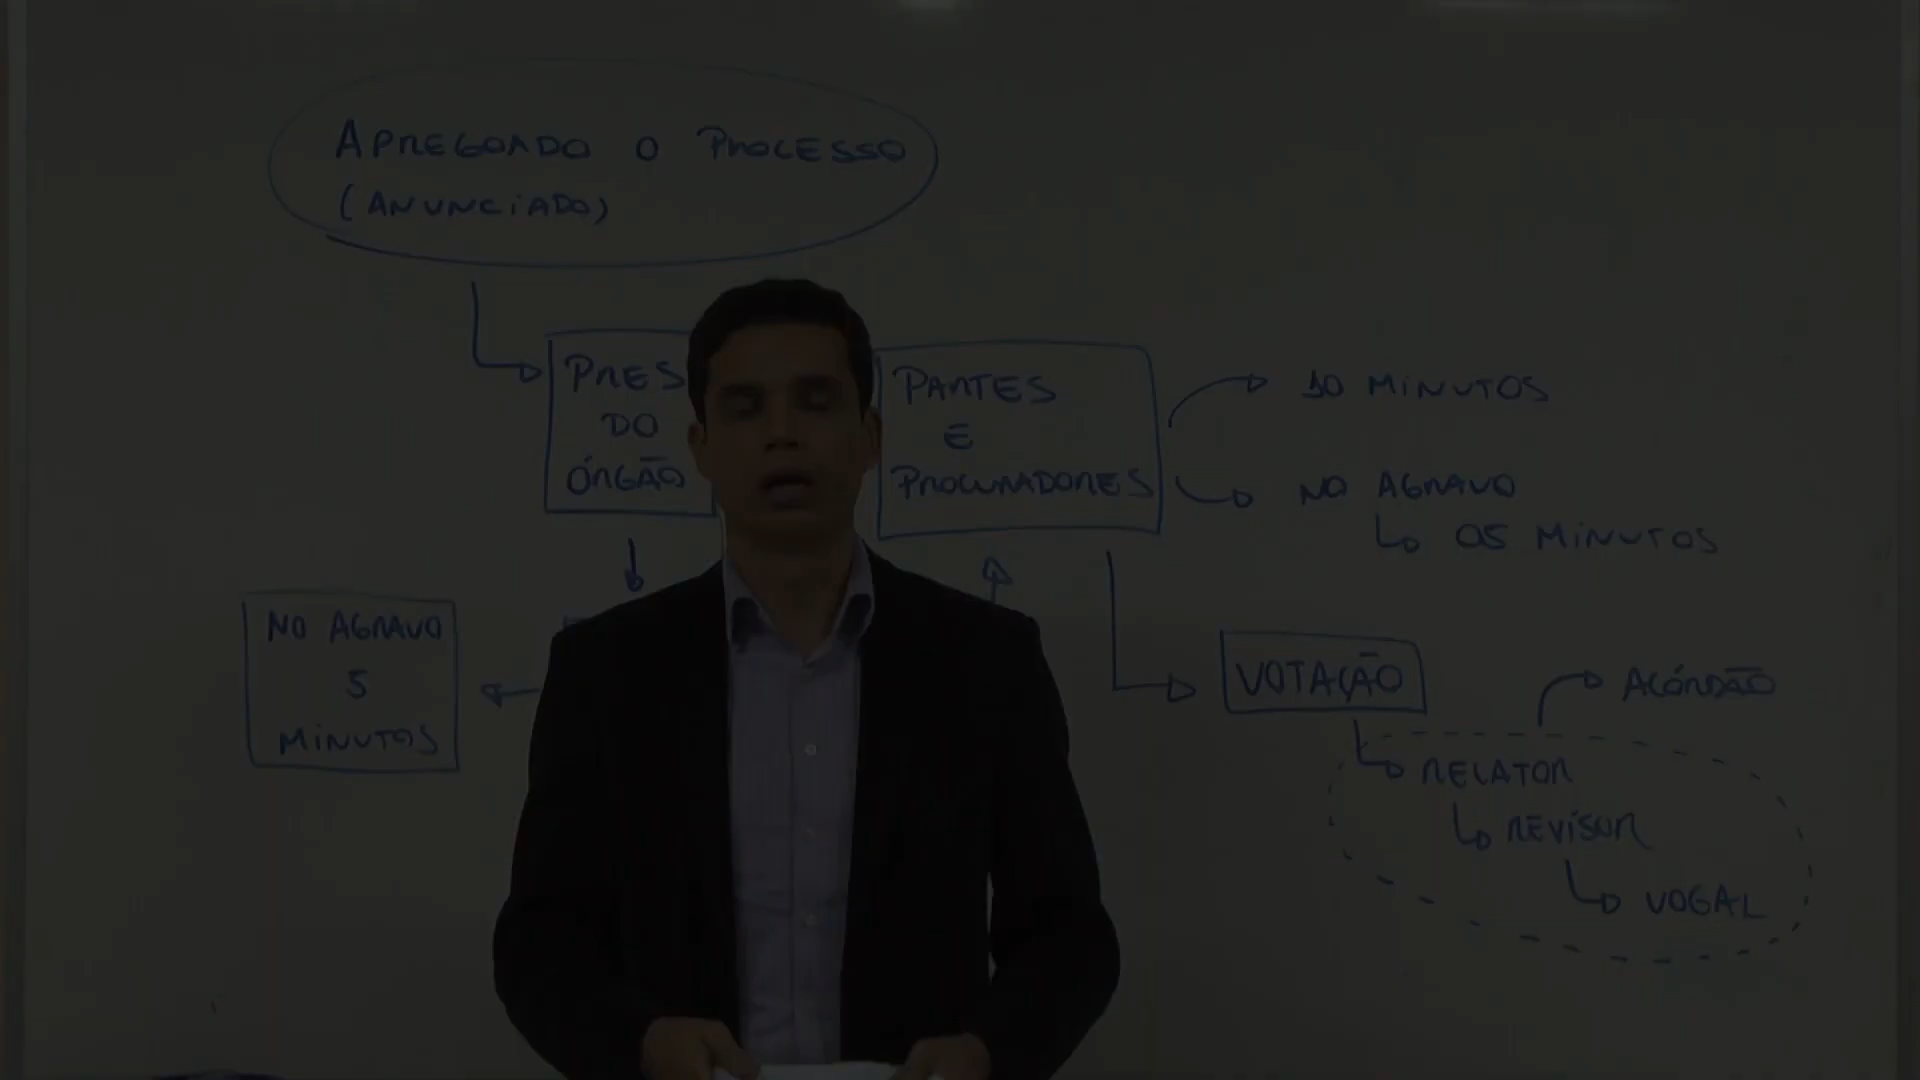 APREGOADO O PROCESSO
(ANUNCIADO)
PRES
DO
ÓRGÃO
PARTES
E
PROCURADORES
10 MINUTOS
NO AGRAVO
05 MINUTOS
NO AGRAVO
5
MINUTOS
VOTAÇÃO
ACÓRDÃO
RELATOR
REVISOR
VOGAL